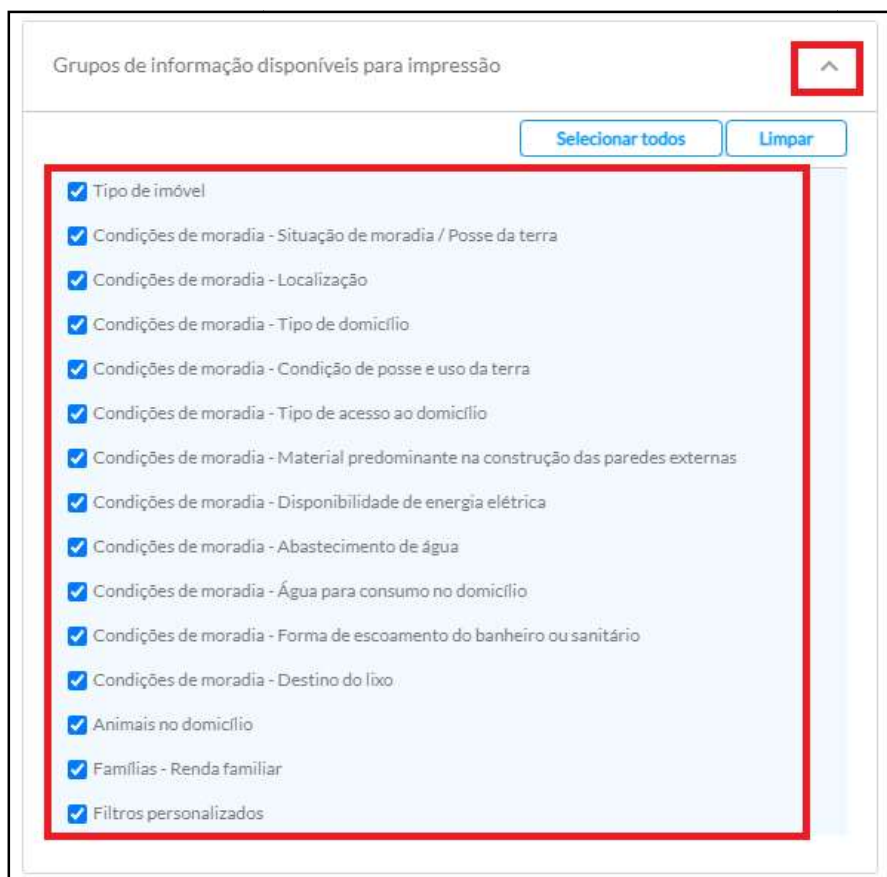 Grupos de informação disponíveis para impressão
Selecionar todos Limpar
Tipo de imóvel
Condições de moradia - Situação de moradia / Posse da terra
Condições de moradia - Localização
Condições de moradia - Tipo de domicílio
Condições de moradia - Condição de posse e uso da terra
Condições de moradia - Tipo de acesso ao domicílio
Condições de moradia - Material predominante na construção das paredes externas
Condições de moradia - Disponibilidade de energia elétrica
Condições de moradia - Abastecimento de água
Condições de moradia - Água para consumo no domicílio
Condições de moradia - Forma de escoamento do banheiro ou sanitário
Condições de moradia - Destino do lixo
Animais no domicílio
Famílias - Renda familiar
Filtros personalizados